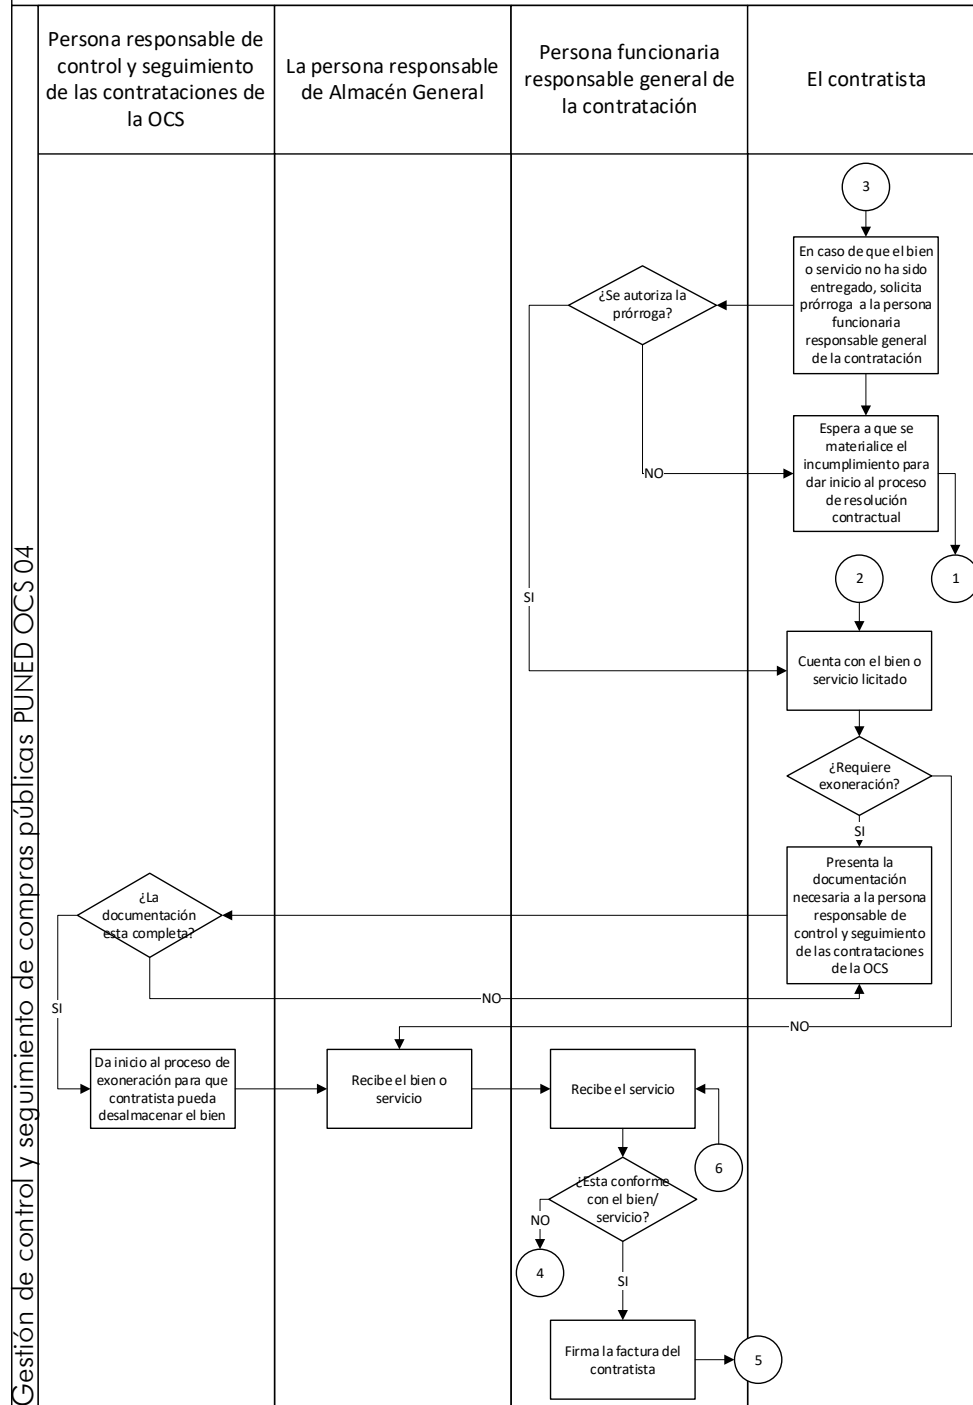 Gestión de control y seguimiento de compras públicas PUNED OCS 04
Persona responsable de
control y seguimiento
de las contrataciones de
la OCS
La persona responsable
de Almacén General
Persona funcionaria
responsable general de
la contratación
El contratista
3
En caso de que el bien
o servicio no ha sido
entregado, solicita
prórroga a la persona
funcionaria
responsable general
de la contratación
¿Se autoriza la
prórroga?
Espera a que se
materialice el
incumplimiento para
dar inicio al proceso
de resolución
contractual
NO
2
1
SI
Cuenta con el bien o
servicio licitado
¿Requiere
exoneración?
SI
Presenta la
documentación
necesaria a la persona
responsable de
control y seguimiento
de las contrataciones
de la OCS
¿La
documentación
esta completa?
NO
SI
NO
Da inicio al proceso de
exoneración para que
contratista pueda
desalmacenar el bien
Recibe el bien o
servicio
Recibe el servicio
6
¿Esta conforme
con el bien/
servicio?
NO
4
SI
Firma la factura del
contratista
5